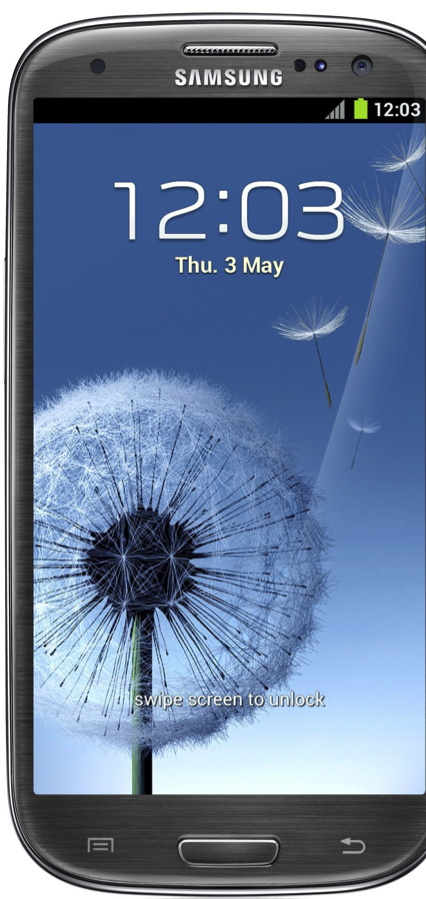 SAMSUNG
12:03
12:03
Thu. 3 May
swipe screen to unlock